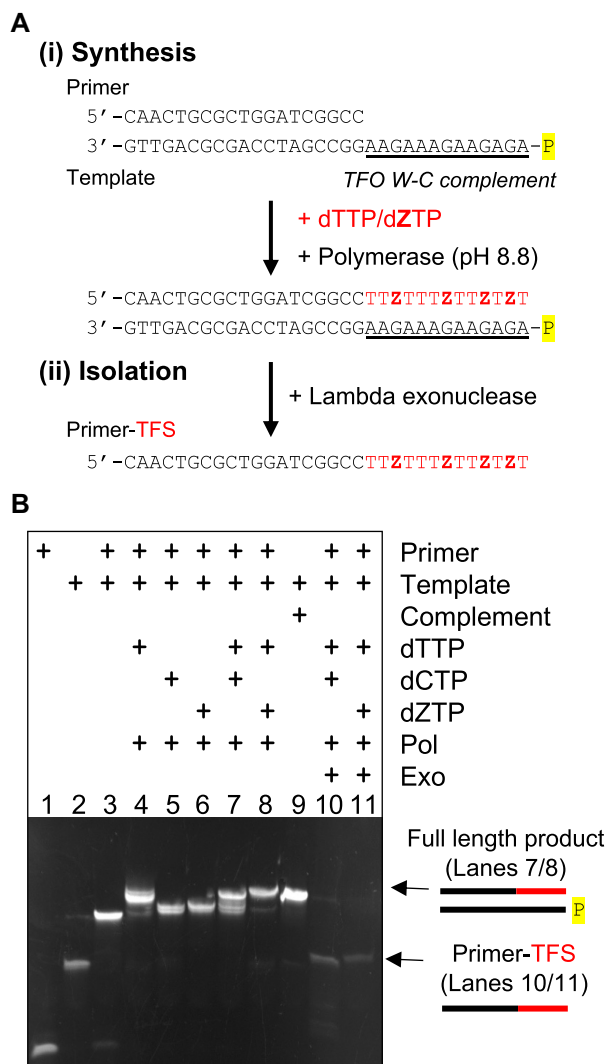 A
(i) Synthesis
Primer
5’-CAACTGCGCTGGATCGGCC
3’-GTTGACGCGACCTAGCCGGAAGAAAGAAGAGA-P
Template TFO W-C complement
+ dTTP/dZTP
+ Polymerase (pH 8.8)
5’-CAACTGCGCTGGATCGGCCTTZTTTZTTZTZT
3’-GTTGACGCGACCTAGCCGGAAGAAAGAAGAGA-P
(ii) Isolation
+ Lambda exonuclease
Primer-TFS
5’-CAACTGCGCTGGATCGGCCTTZTTTZTTZTZT
B
+ + + + + + + + + Primer
+ + + + + + + + + + Template
+ Complement
+ + + + + dTTP
+ + + dCTP
+ + + dZTP
+ + + + + + + Pol
+ + Exo
1 2 3 4 5 6 7 8 9 10 11
Full length product
(Lanes 7/8)
P
Primer-TFS
(Lanes 10/11)